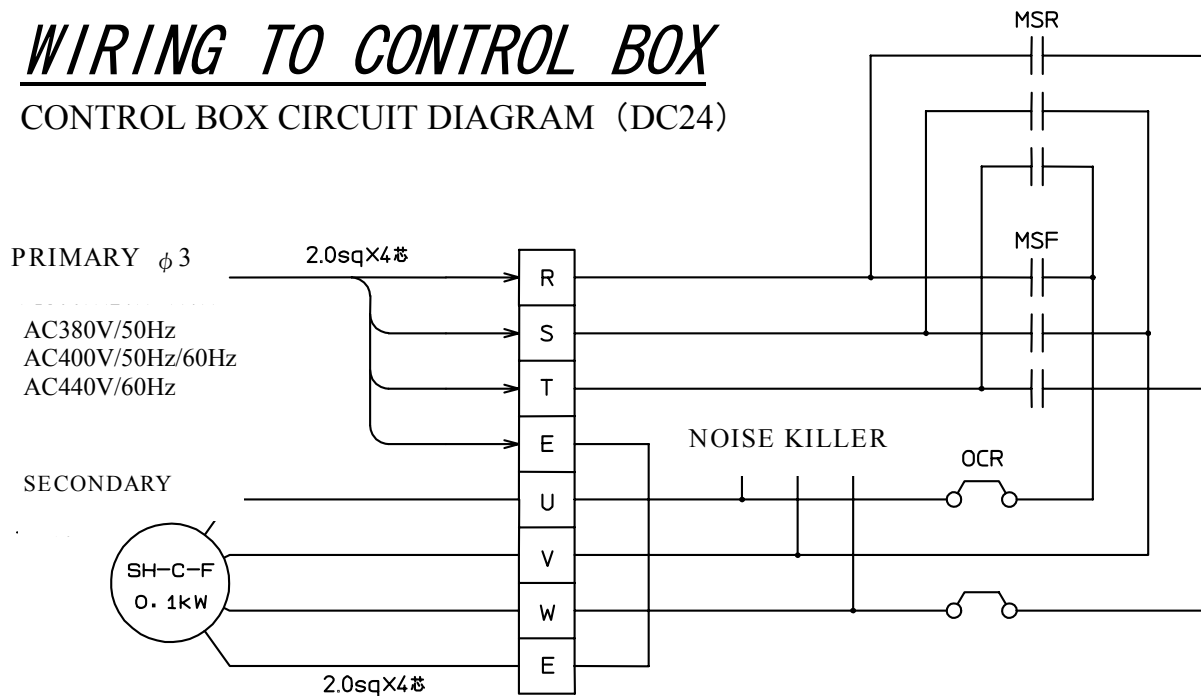 WIRING TO CONTROL BOX
CONTROL BOX CIRCUIT DIAGRAM（DC24）
MSR
PRIMARY φ3
2.0sq×4芯
MSF
R
AC380V/50Hz
S
AC400V/50Hz/60Hz
AC440V/60Hz
T
E
NOISE KILLER
OCR
SECONDARY
U
V
SH-C-F
0.1kW
W
E
2.0sq×4芯